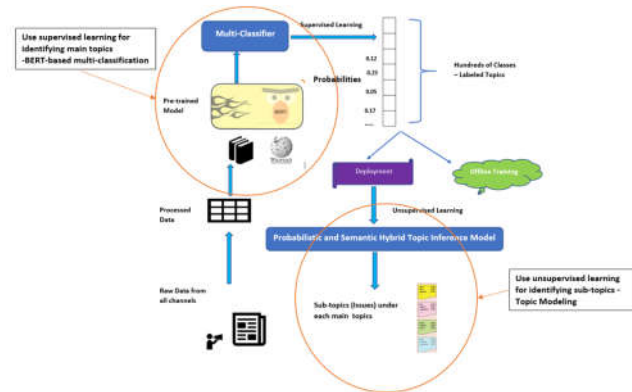 Use supervised learning for
identifying main topics
-BERT-based multi-classification
Multi-Classifier
Supervised Learning
Probabilities
Pre-trained
Model
BERT
0.12
0.23
0.05
0.17
Hundreds of Classes
– Labeled Topics
Deployment
Offline Training
Processed
Data
Unsupervised Learning
Probabilistic and Semantic Hybrid Topic Inference Model
Raw Data from
all channels
Sub-topics (Issues) under
each main topics
Use unsupervised learning
for identifying sub-topics -
Topic Modeling